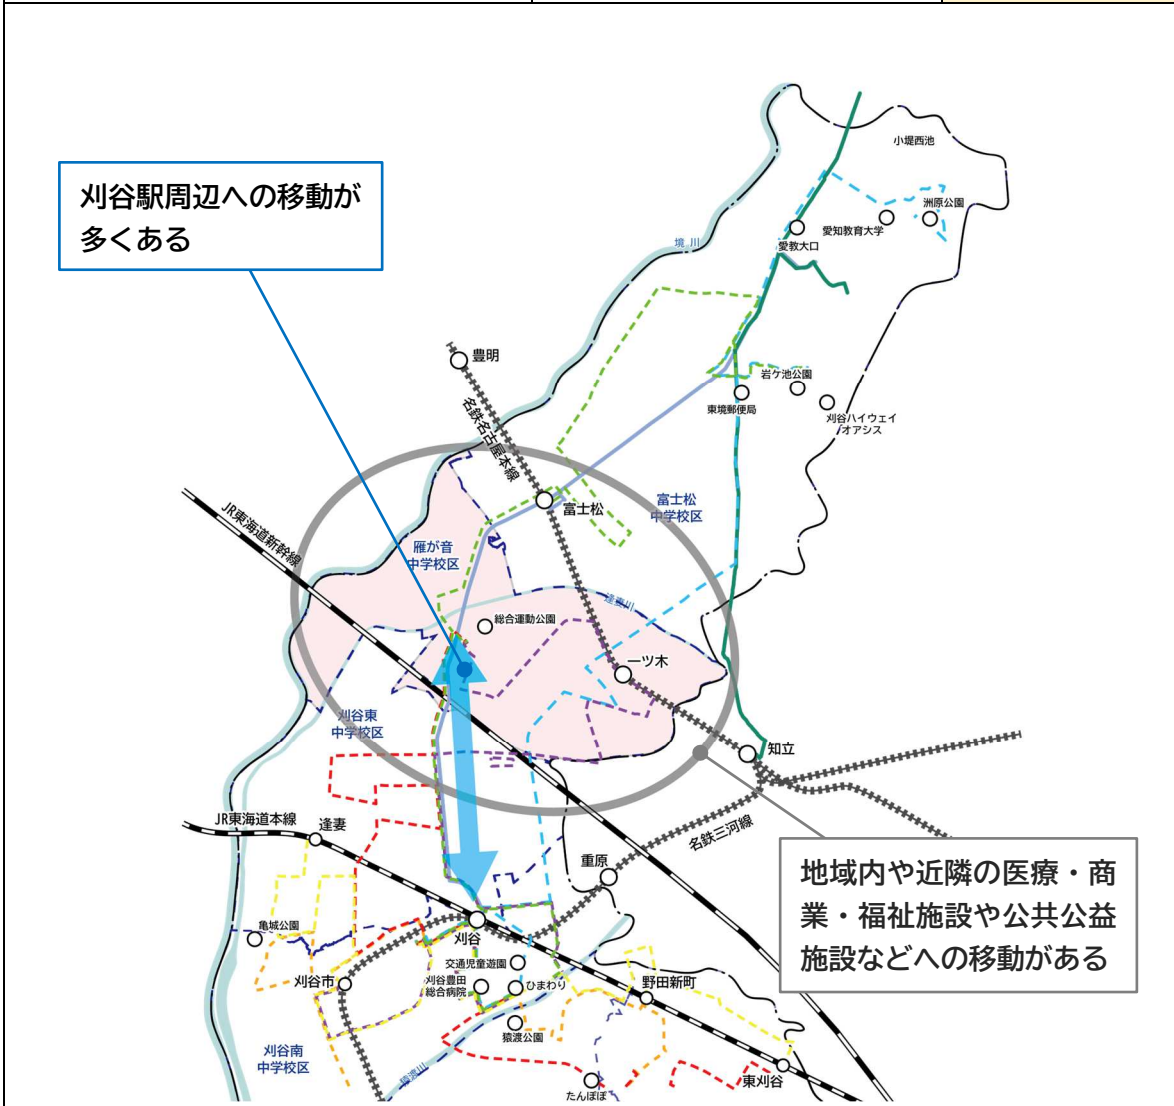 小堤西池
刈谷駅周辺への移動が
多くある
洲原公園
愛知教育大学
愛教大口
境川
豊明
岩ケ池公園
東境郵便局
刈谷ハイウェイ
オアシス
名鉄名古屋本線
富士松
富士松
中学校区
JR東海道新幹線
雁が音
中学校区
逢妻川
総合運動公園
一ツ木
刈谷東
中学校区
知立
JR東海道本線
逢妻
名鉄三河線
重原
地域内や近隣の医療・商
業・福祉施設や公共公益
施設などへの移動がある
亀城公園
刈谷
交通児童遊園
刈谷市
刈谷豊田
総合病院
ひまわり
野田新町
猿渡公園
刈谷南
中学校区
猿渡川
東刈谷
たんぽぽ